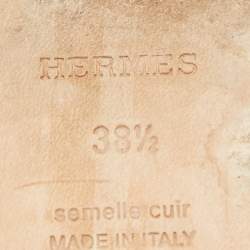 HERMES
38½
semelle cuir
MADE IN ITALY